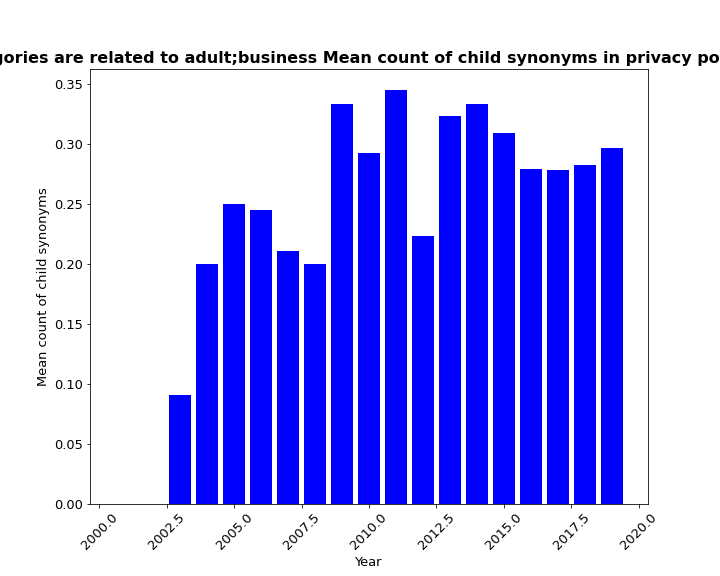 are related to adult;business Mean count of child synonyms in privacy
0.35
0.30
0.25
0.20
0.15
0.10
0.05
0.00
Mean count of child synonyms
2000.0 2002.5 2005.0 2007.5 2010.0 2012.5 2015.0 2017.5 2020.0
Year